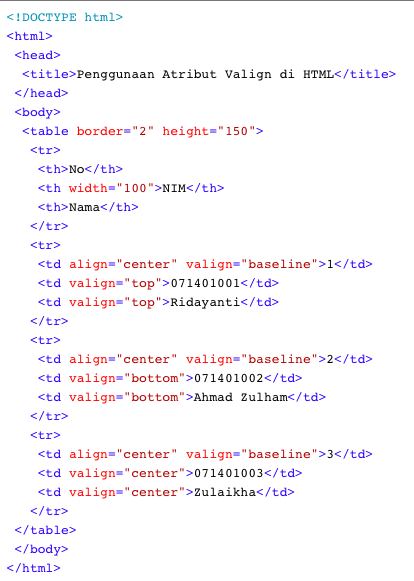 <!DOCTYPE html>
<html>
<head>
<title>Penggunaan Atribut Valign di HTML</title>
</head>
<body>
<table border="2" height="150">
<tr>
<th>No</th>
<th width="100">NIM</th>
<th>Nama</th>
</tr>
<tr>
<td align="center" valign="baseline">1</td>
<td valign="top">071401001</td>
<td valign="top">Ridayanti</td>
</tr>
<tr>
<td align="center" valign="baseline">2</td>
<td valign="bottom">071401002</td>
<td valign="bottom">Ahmad Zulham</td>
</tr>
<tr>
<td align="center" valign="baseline">3</td>
<td valign="center">071401003</td>
<td valign="center">Zulaikha</td>
</tr>
</table>
</body>
</html>